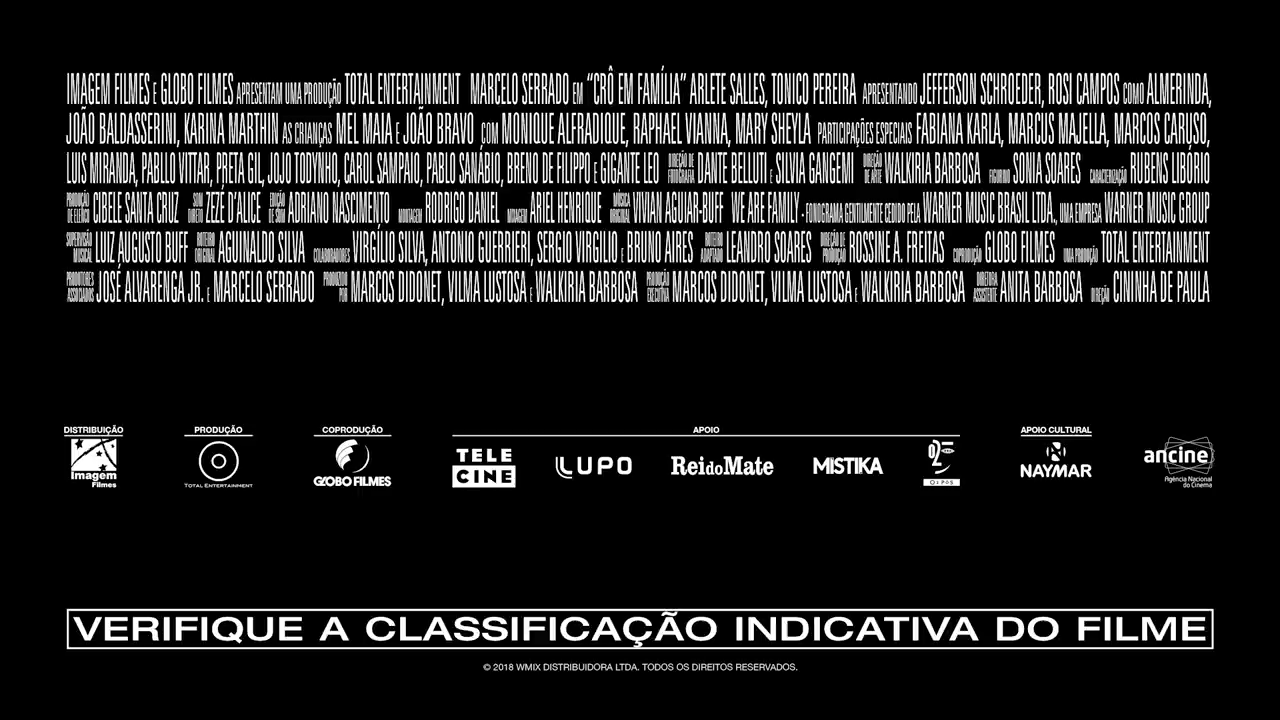 IMAGEM FILMES E GLOBO FILMES APRESENTAM UMA PRODUÇÃO TOTAL ENTERTAINMENT MARCELO SERRADO EM “CRÔ EM FAMÍLIA” ARLETE SALLES, TONICO PEREIRA APRESENTANDO JEFFERSON SCHROEDER, ROSI CAMPOS COMO ALMERINDA,
JOÃO BALDASSERINI, KARINA MARTHIN AS CRIANÇAS MEL MAIA E JOÃO BRAVO COM MONIQUE ALFRADIQUE, RAPHAEL VIANNA, MARY SHEYLA PARTICIPAÇÕES ESPECIAIS FABIANA KARLA, MARCUS MAJELLA, MARCOS CARUSO,
LUIS MIRANDA, PABLLO VITTAR, PRETA GIL, JOJO TODYNHO, CAROL SAMPAIO, PABLO SANÁBIO, BRENO DE FILIPPO E GIGANTE LEO DIREÇÃO DE FOTOGRAFIA DANTE BELLUTI E SILVIA GANGEMI DIREÇÃO DE ARTE WALKIRIA BARBOSA FIGURINO SONIA SOARES CARACTERIZAÇÃO RUBENS LIBÓRIO
PRODUÇÃO DE ELENCO CIBELE SANTA CRUZ SOM DIRETO ZEZÉ D'ALICE EDIÇÃO DE SOM ADRIANO NASCIMENTO MONTAGEM RODRIGO DANIEL MIXAGEM ARIEL HENRIQUE MÚSICA ORIGINAL VIVIAN AGUIAR-BUFF WE ARE FAMILY - FONOGRAMA GENTILMENTE CEDIDO PELA WARNER MUSIC BRASIL LTDA., UMA EMPRESA WARNER MUSIC GROUP
SUPERVISÃO MUSICAL LUIZ AUGUSTO BUFF ROTEIRO ORIGINAL AGUINALDO SILVA COLABORADORES VIRGÍLIO SILVA, ANTONIO GUERRIERI, SERGIO VIRGILIO E BRUNO AIRES ROTEIRO ADAPTADO LEANDRO SOARES DIREÇÃO DE PRODUÇÃO ROSSINE A. FREITAS COPRODUÇÃO GLOBO FILMES UMA PRODUÇÃO TOTAL ENTERTAINMENT
PRODUTORES ASSOCIADOS JOSÉ ALVARENGA JR. E MARCELO SERRADO PRODUZIDO POR MARCOS DIDONET, VILMA LUSTOSA E WALKIRIA BARBOSA PRODUÇÃO EXECUTIVA MARCOS DIDONET, VILMA LUSTOSA E WALKIRIA BARBOSA DIRETORA ASSISTENTE ANITA BARBOSA DIREÇÃO CININHA DE PAULA
DISTRIBUIÇÃO PRODUÇÃO COPRODUÇÃO APOIO APOIO CULTURAL
Imagem Filmes
TOTAL ENTERTAINMENT
GLOBO FILMES
TELE CINE
LUPO
Rei do Mate
MISTIKA
NAYMAR
ancine
Agência Nacional
do Cinema
VERIFIQUE A CLASSIFICAÇÃO INDICATIVA DO FILME
© 2018 WMIX DISTRIBUIDORA LTDA. TODOS OS DIREITOS RESERVADOS.